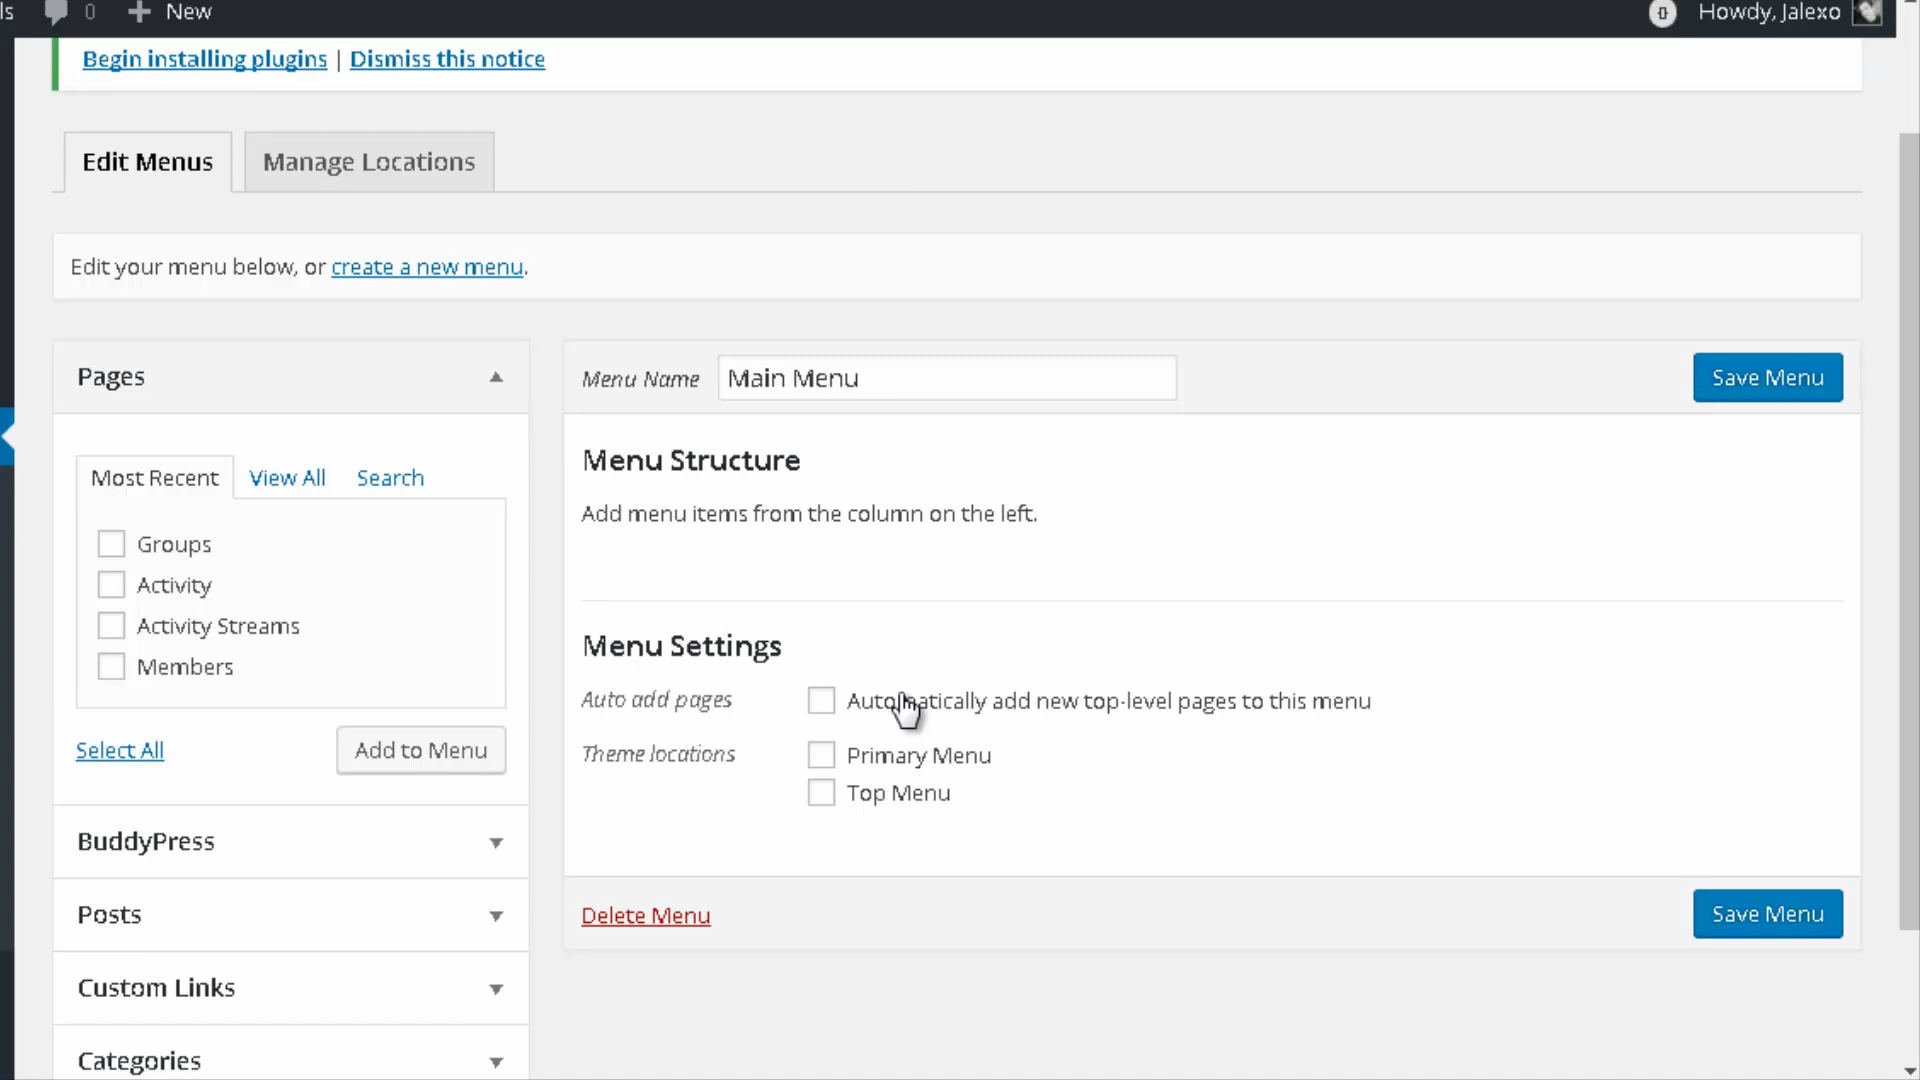 ls 0 New Howdy, Jalexo
Begin installing plugins | Dismiss this notice
Edit Menus Manage Locations
Edit your menu below, or create a new menu.
Pages
Menu Name Main Menu Save Menu
Most Recent View All Search
Groups
Activity
Activity Streams
Members
Select All Add to Menu
BuddyPress
Posts
Custom Links
Categories
Menu Structure
Add menu items from the column on the left.
Menu Settings
Auto add pages Automatically add new top-level pages to this menu
Theme locations Primary Menu
Top Menu
Delete Menu Save Menu